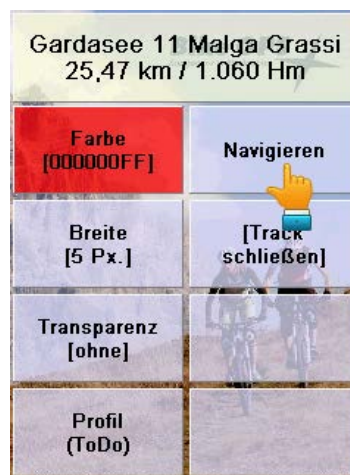 Gardasee 11 Malga Grassi
25,47 km / 1.060 Hm
Farbe
[000000FF]
Navigieren
Breite
[5 Px.]
[Track
schließen]
Transparenz
[ohne]
Profil
(ToDo)